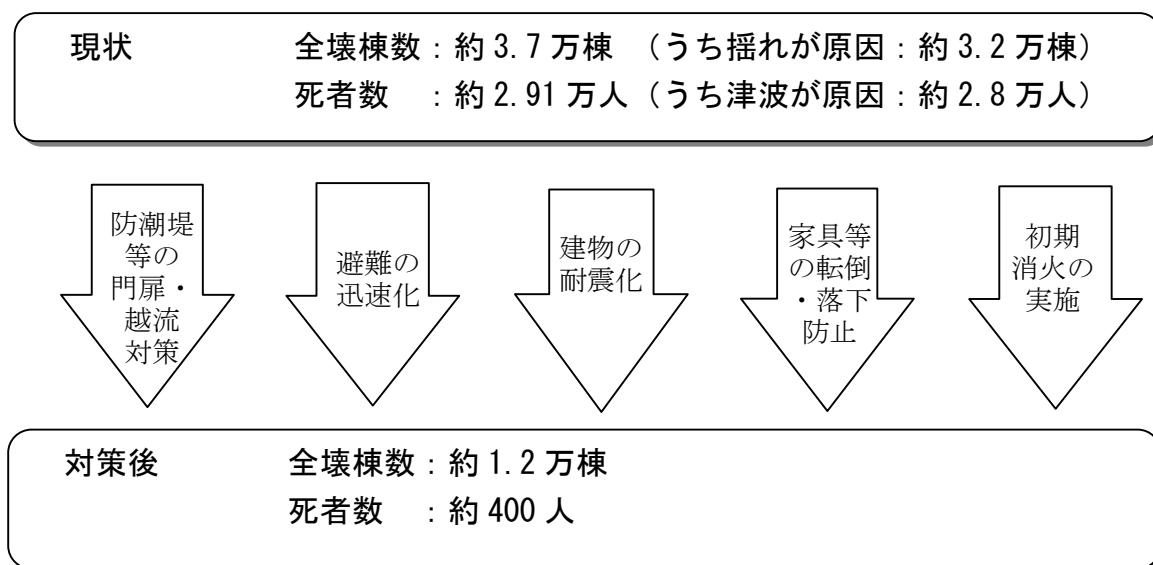 現状 全壊棟数：約 3.7 万棟 （うち揺れが原因：約 3.2 万棟）
死者数 ：約 2.91 万人（うち津波が原因：約 2.8 万人）
防潮堤
等の
門扉・
越流
対策
避難の
迅速化
建物の
耐震化
家具等
の転倒
・落下
防止
初期
消火の
実施
対策後 全壊棟数：約 1.2 万棟
死者数 ：約 400 人